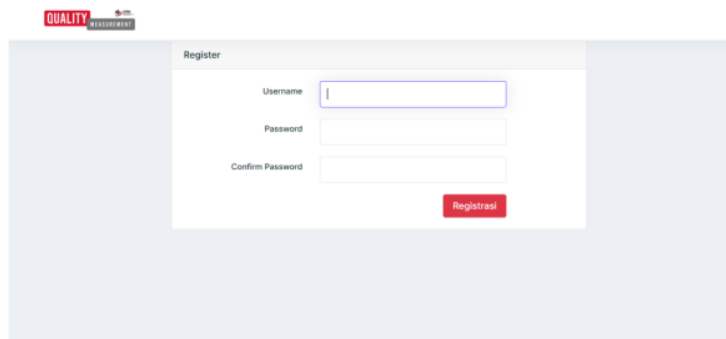 QUALITY
MEASUREMENT
Register
Username
Password
Confirm Password
Registrasi